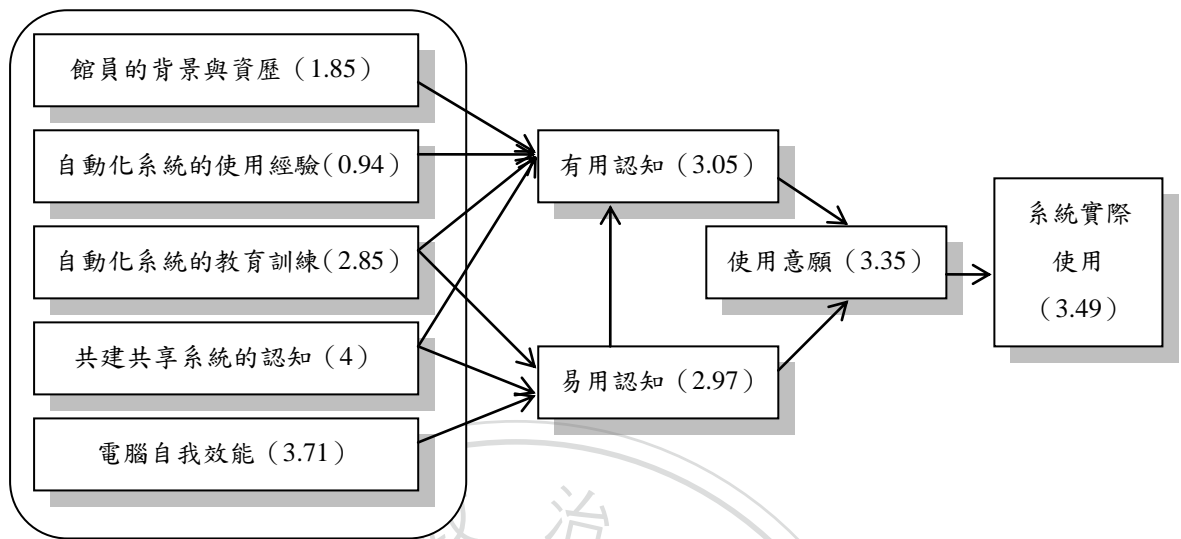 館員的背景與資歷（1.85）
自動化系統的使用經驗（0.94）
自動化系統的教育訓練（2.85）
共建共享系統的認知（4）
電腦自我效能（3.71）
有用認知（3.05）
易用認知（2.97）
使用意願（3.35）
系統實際
使用
（3.49）
治